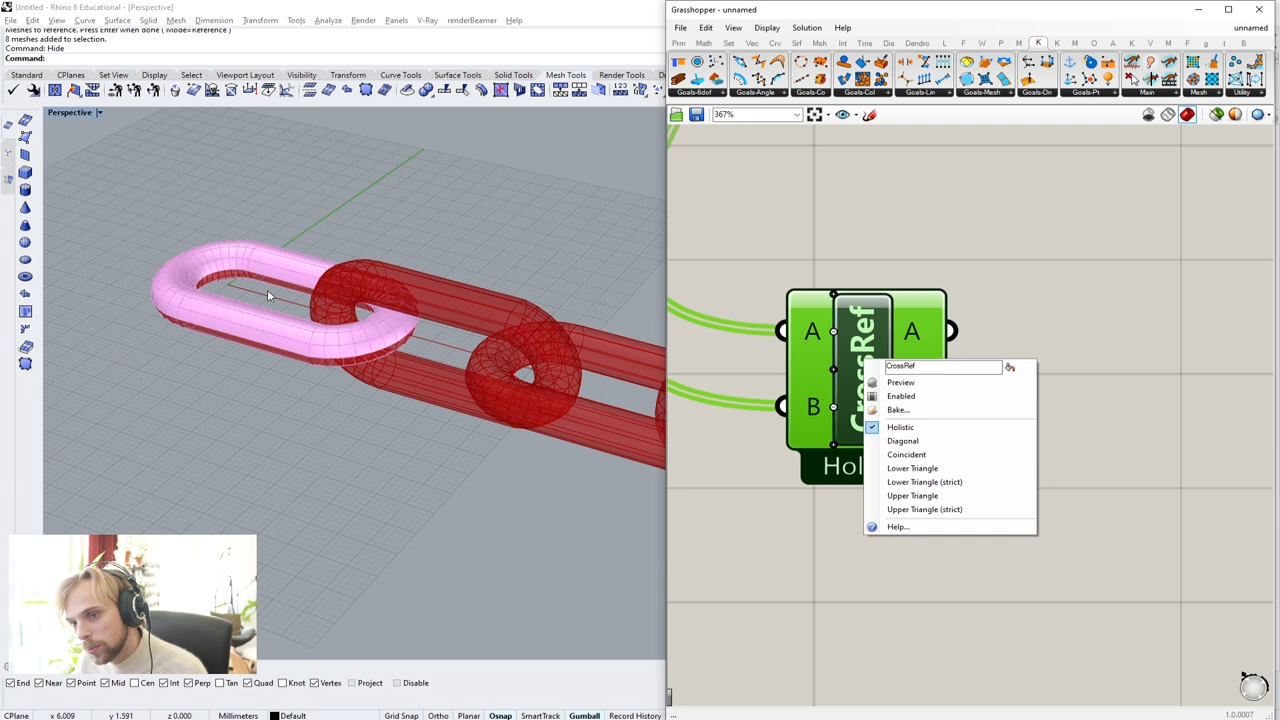 Untitled - Rhino 6 Educational - [Perspective]
File Edit View Curve Surface Solid Mesh Dimension Transform Tools Analyze Render Panels V-Ray renderBeamer Help
Meshes to reference. Press Enter when done ( Mode=Reference )
8 meshes added to selection.
Command: Hide
Command:
Standard CPlanes Set View Display Select Viewport Layout Visibility Transform Curve Tools Surface Tools Solid Tools Mesh Tools Render Tools
Perspective
End Near Point Mid Cen Int Perp Tan Quad Knot Vertex Project Disable
CPlane x 6.009 y 1.591 z 0.000 Millimeters Default Grid Snap Ortho Planar Osnap SmartTrack Gumball Record History
Grasshopper - unnamed
File Edit View Display Solution Help unnamed
Prm Math Set Vec Crv Srf Msh Int Trns Dis Dendro L F W P M K K M O A K V M F g t B
Goals-6dof Goals-Angle Goals-Co Goals-Col Goals-Lin Goals-Mesh Goals-On Goals-Pt Main Mesh Utility
367%
A CrossRef A
B
Hol
CrossRef
Preview
Enabled
Bake...
Holistic
Diagonal
Coincident
Lower Triangle
Lower Triangle (strict)
Upper Triangle
Upper Triangle (strict)
Help...
... 1.0.0007